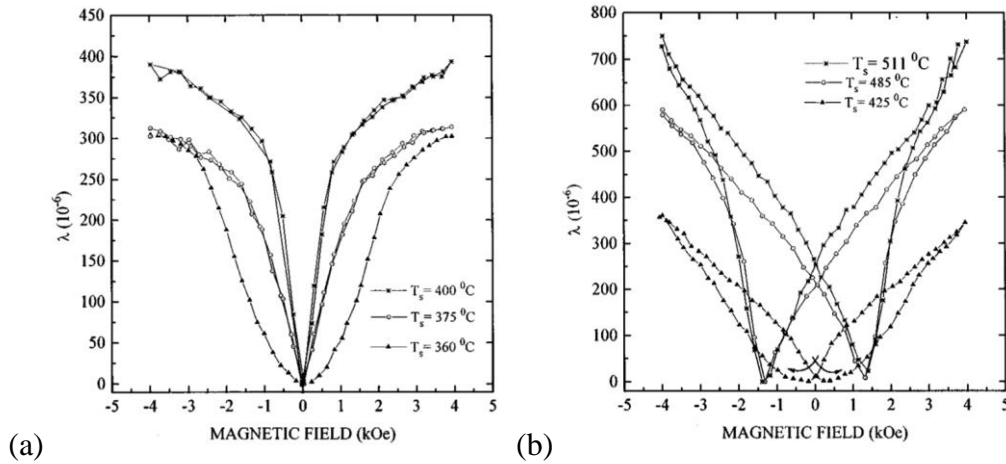 450
400
350
300
250
200
150
100
50
0
λ (10⁻⁶)
T_s= 400 ⁰C
T_s= 375 ⁰C
T_s= 360 ⁰C
-5 -4 -3 -2 -1 0 1 2 3 4 5
MAGNETIC FIELD (kOe)
(a)
800
700
600
500
400
300
200
100
0
λ (10⁻⁶)
T_s= 511 ⁰C
T_s= 485 ⁰C
T_s= 425 ⁰C
-5 -4 -3 -2 -1 0 1 2 3 4 5
MAGNETIC FIELD (kOe)
(b)